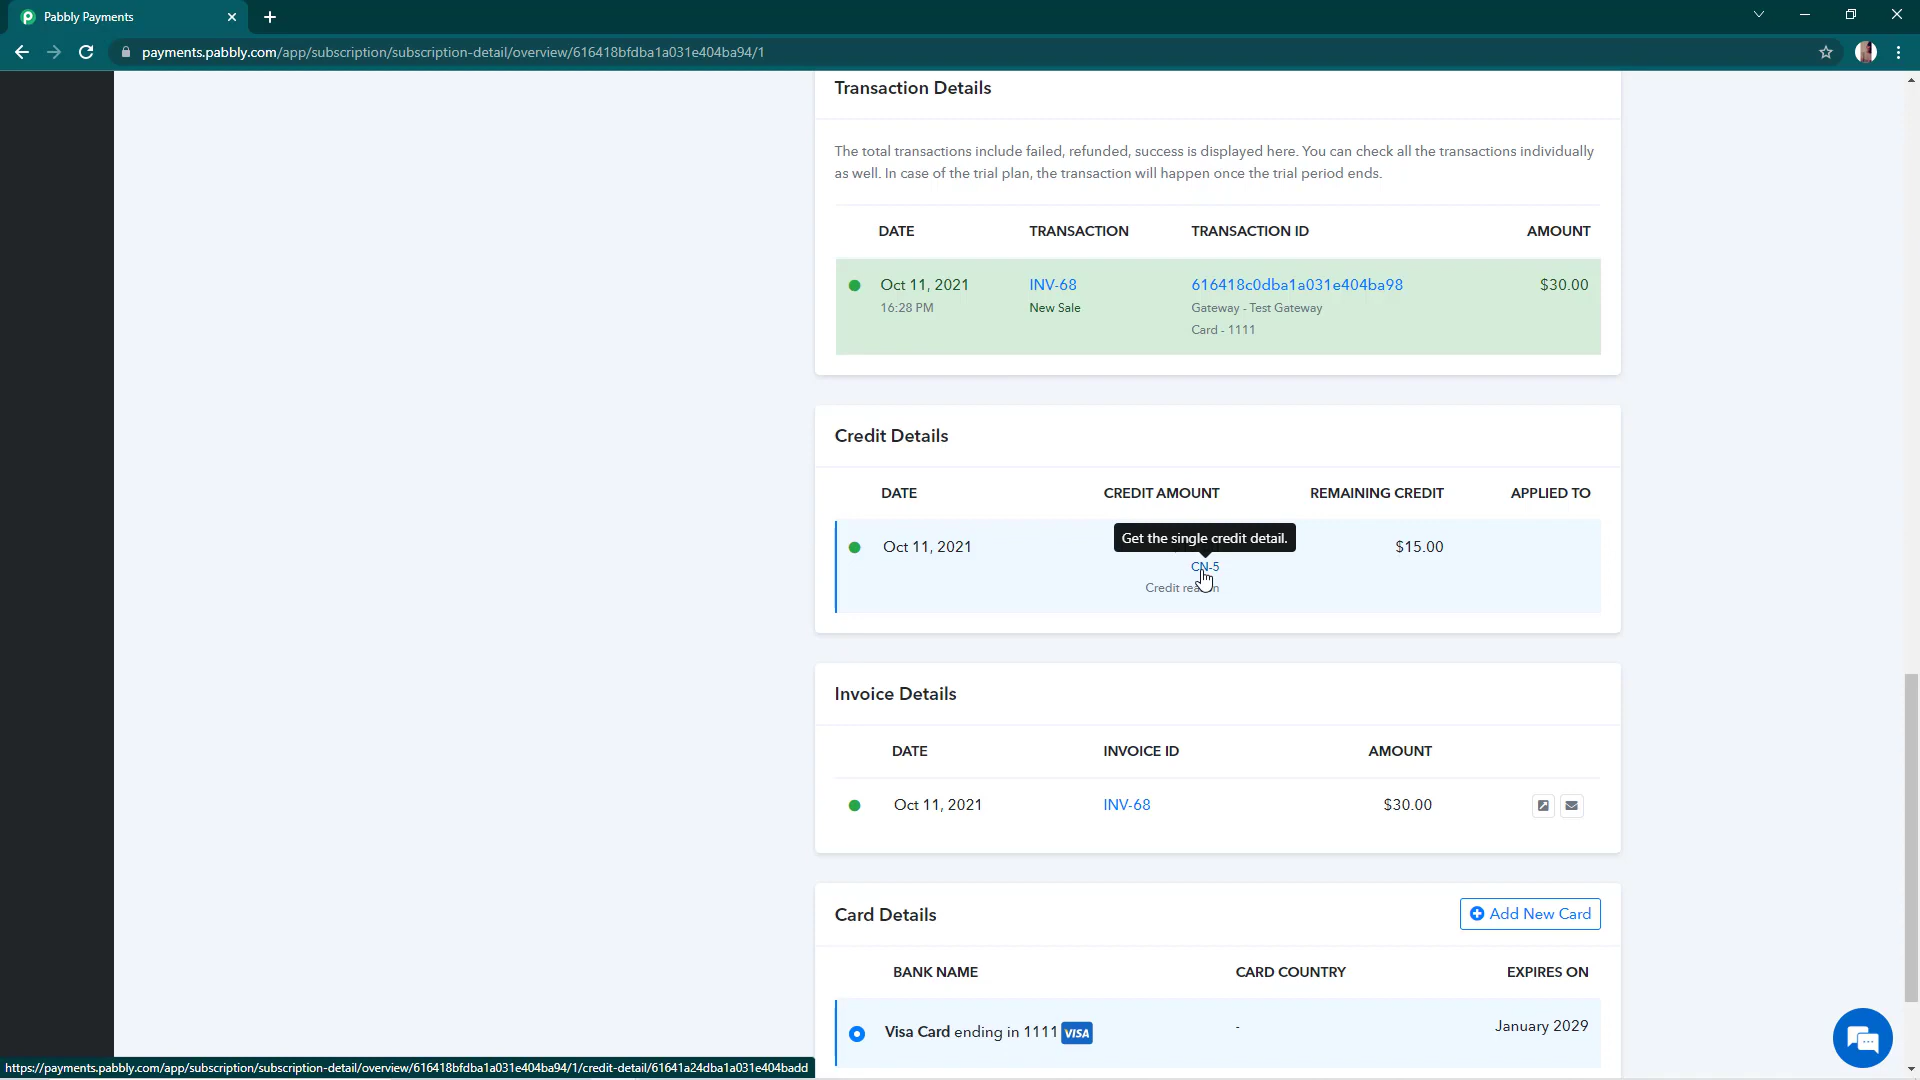 Pabbly Payments
payments.pabbly.com/app/subscription/subscription-detail/overview/616418bfdba1a031e404ba94/1
Transaction Details
The total transactions include failed, refunded, success is displayed here. You can check all the transactions individually
as well. In case of the trial plan, the transaction will happen once the trial period ends.
DATE TRANSACTION TRANSACTION ID AMOUNT
Oct 11, 2021 INV-68 616418c0dba1a031e404ba98 $30.00
16:28 PM New Sale Gateway - Test Gateway
Card - 1111
Credit Details
DATE CREDIT AMOUNT REMAINING CREDIT APPLIED TO
Get the single credit detail.
Oct 11, 2021 $15.00
CN-5
Credit
Invoice Details
DATE INVOICE ID AMOUNT
Oct 11, 2021 INV-68 $30.00
Card Details Add New Card
BANK NAME CARD COUNTRY EXPIRES ON
Visa Card ending in 1111 VISA - January 2029
https://payments.pabbly.com/app/subscription/subscription-detail/overview/616418bfdba1a031e404ba94/1/credit-detail/61641a24dba1a031e404badd